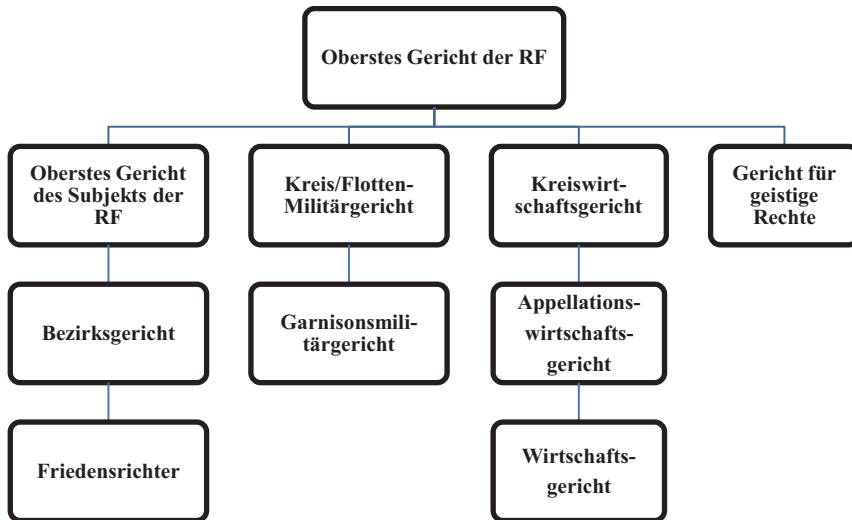 Oberstes Gericht der RF
Oberstes Gericht
des Subjekts der
RF
Kreis/Flotten-
Militärgericht
Kreiswirt-
schaftsgericht
Gericht für
geistige
Rechte
Bezirksgericht
Garnisonsmili-
tärgericht
Appellations-
wirtschafts-
gericht
Friedensrichter
Wirtschafts-
gericht